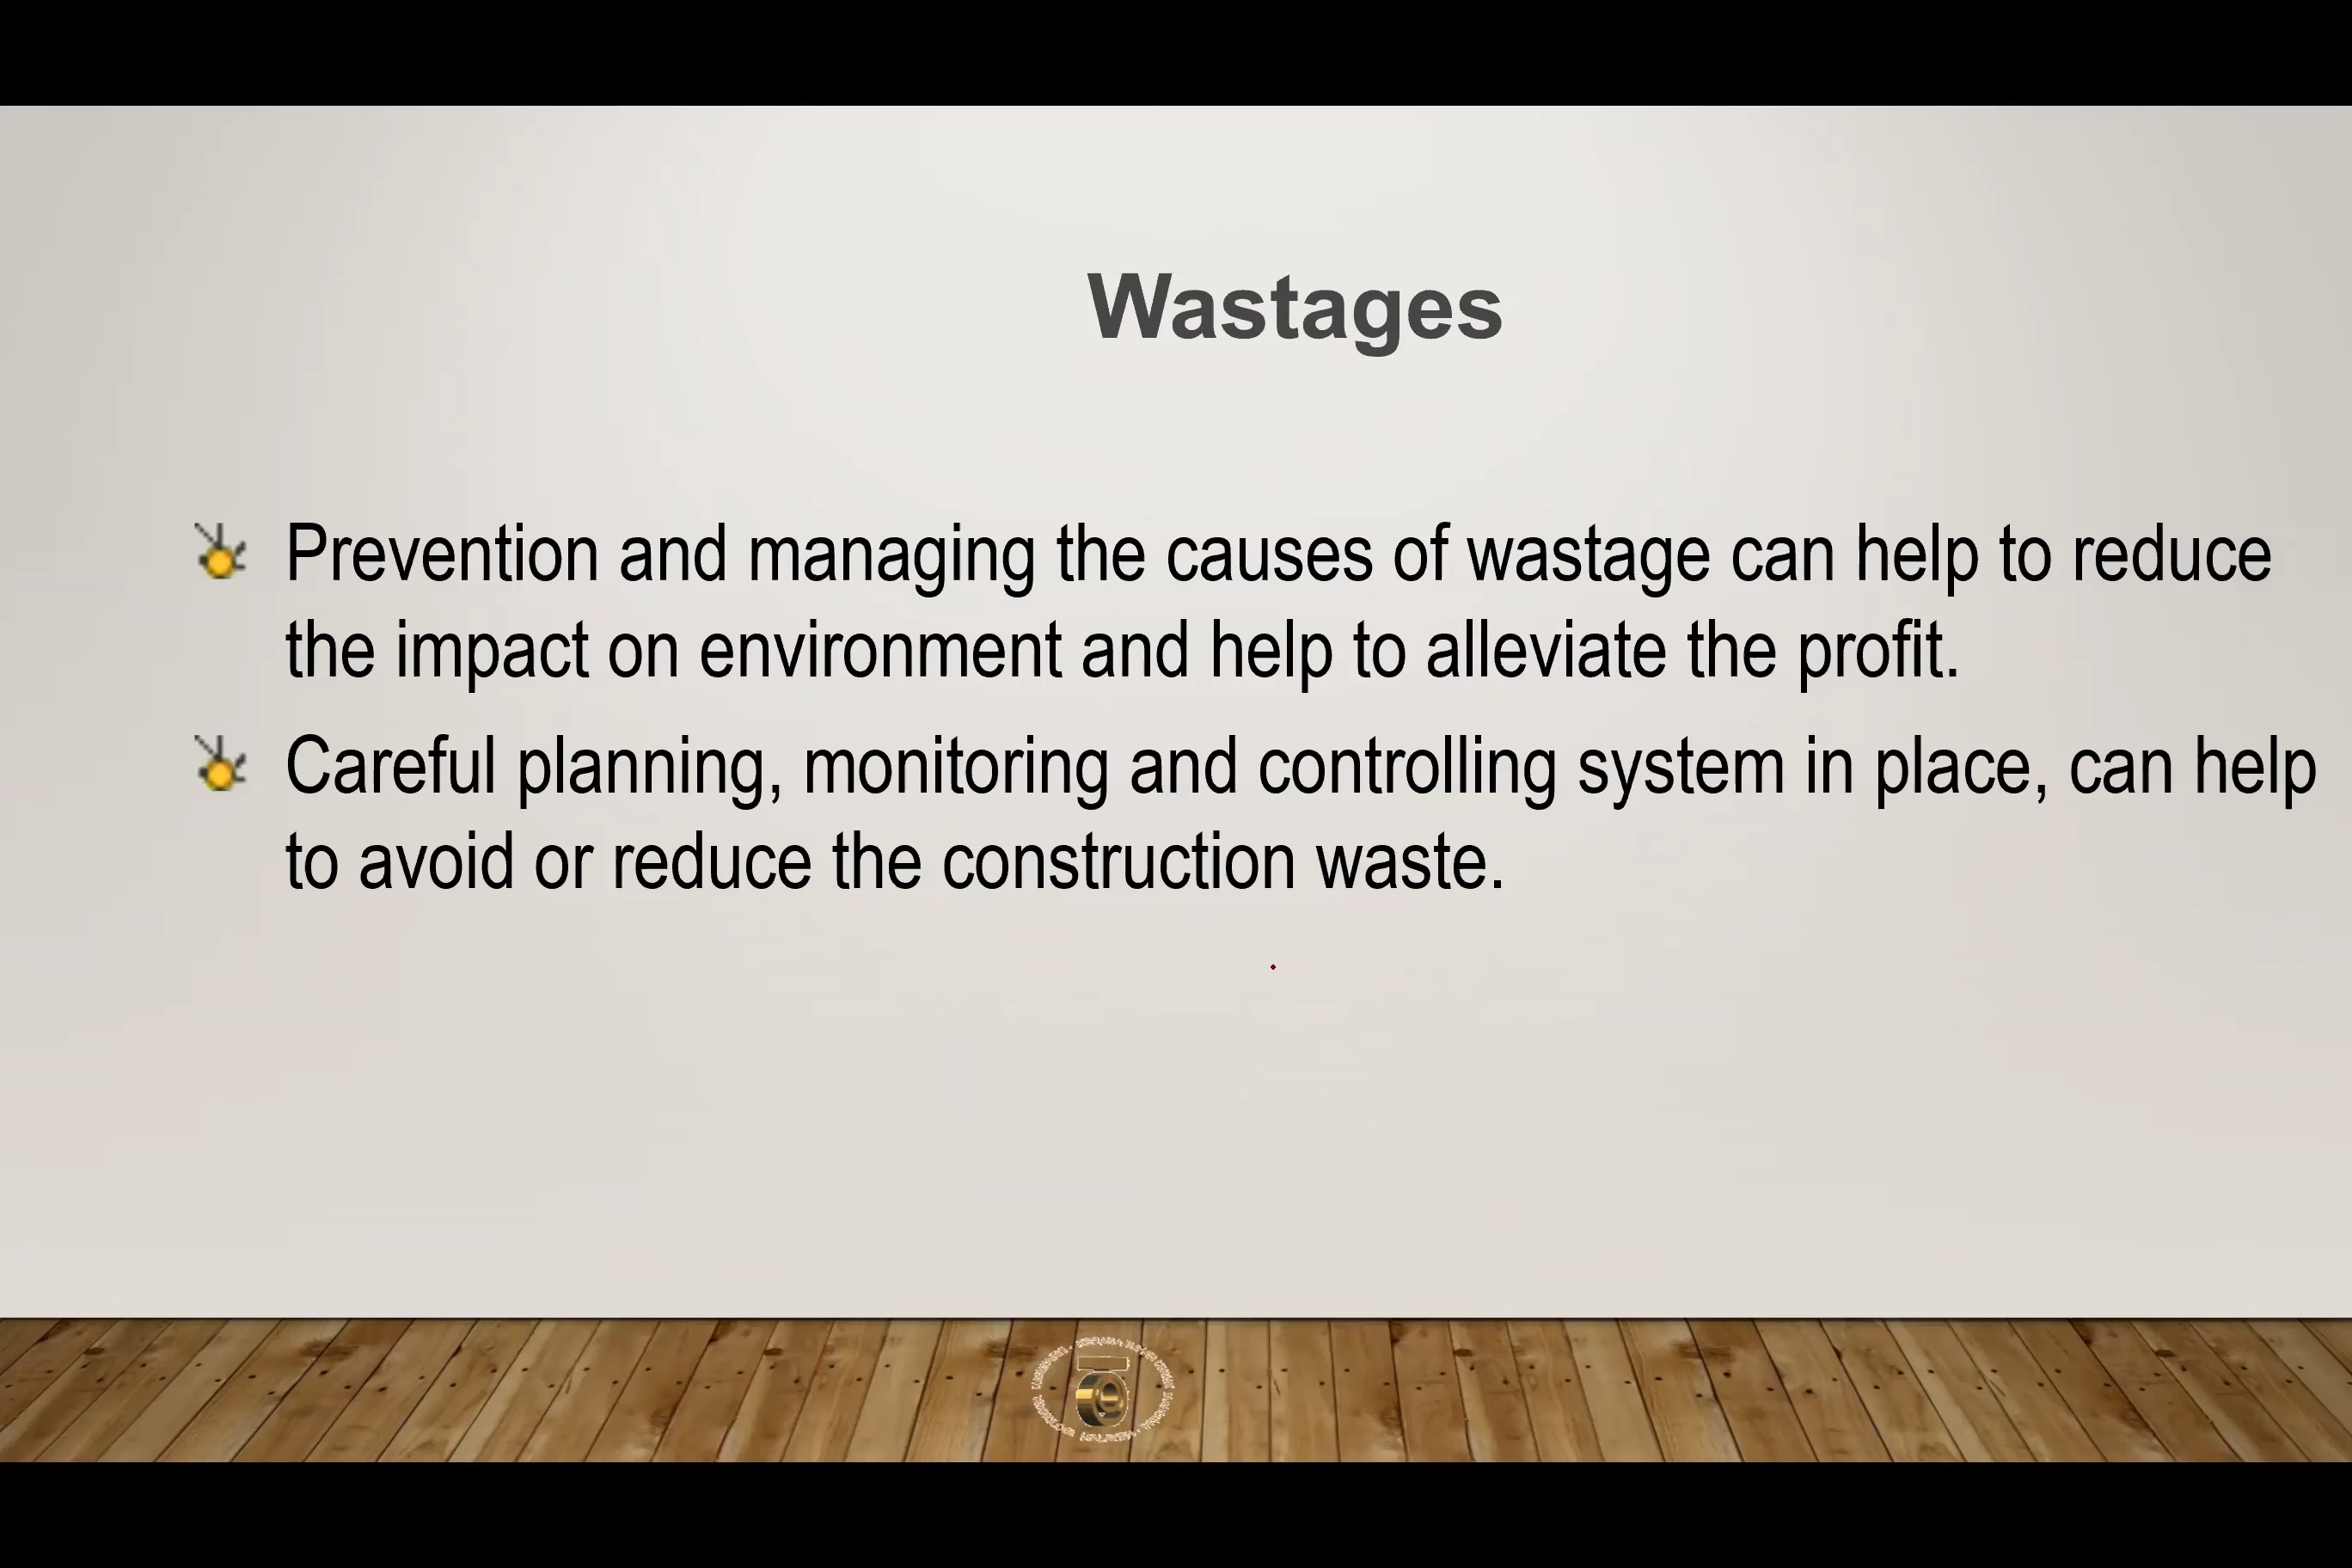 Wastages
Prevention and managing the causes of wastage can help to reduce
the impact on environment and help to alleviate the profit.
Careful planning, monitoring and controlling system in place, can help
to avoid or reduce the construction waste.